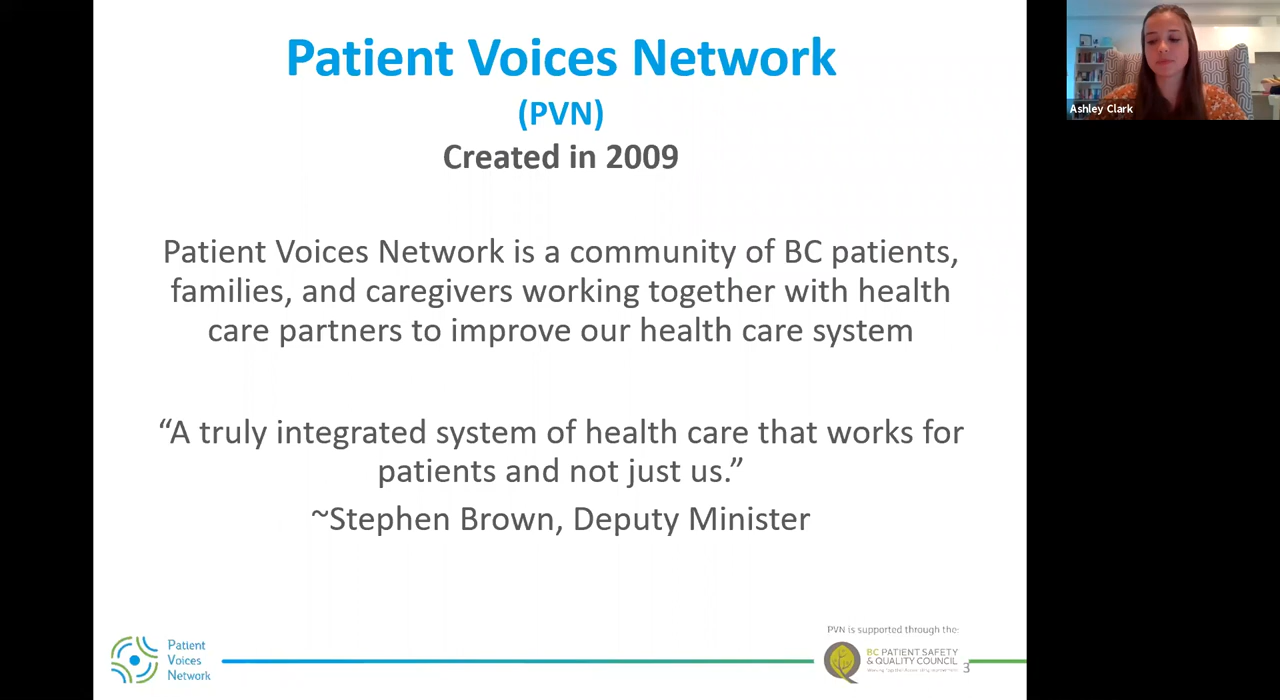 Patient Voices Network
(PVN)
Created in 2009
Patient Voices Network is a community of BC patients,
families, and caregivers working together with health
care partners to improve our health care system
“A truly integrated system of health care that works for
patients and not just us.”
~Stephen Brown, Deputy Minister
Patient
Voices
Network
PVN is supported through the:
BC PATIENT SAFETY
& QUALITY COUNCIL
3
Ashley Clark